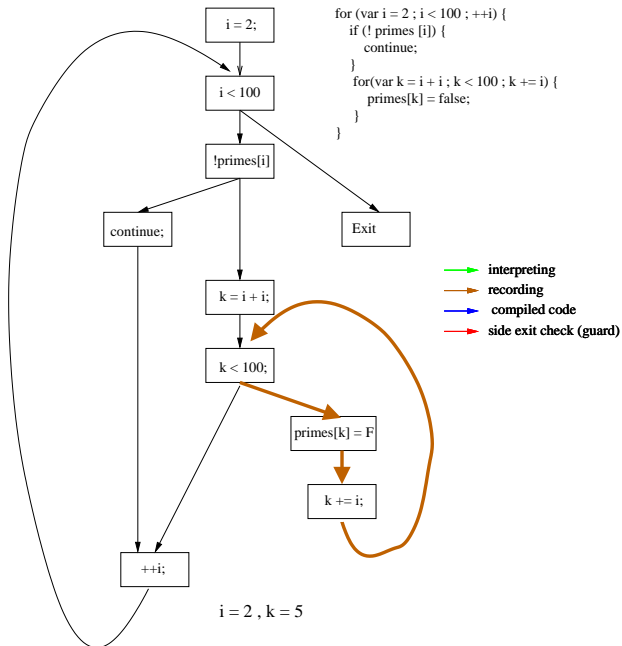 i = 2;
for (var i = 2 ; i < 100 ; ++i) {
if (! primes [i]) {
continue;
}
for(var k = i + i ; k < 100 ; k += i) {
primes[k] = false;
}
}
i < 100
!primes[i]
continue;
Exit
interpreting
recording
compiled code
side exit check (guard)
k = i + i;
k < 100;
primes[k] = F
k += i;
++i;
i = 2 , k = 5